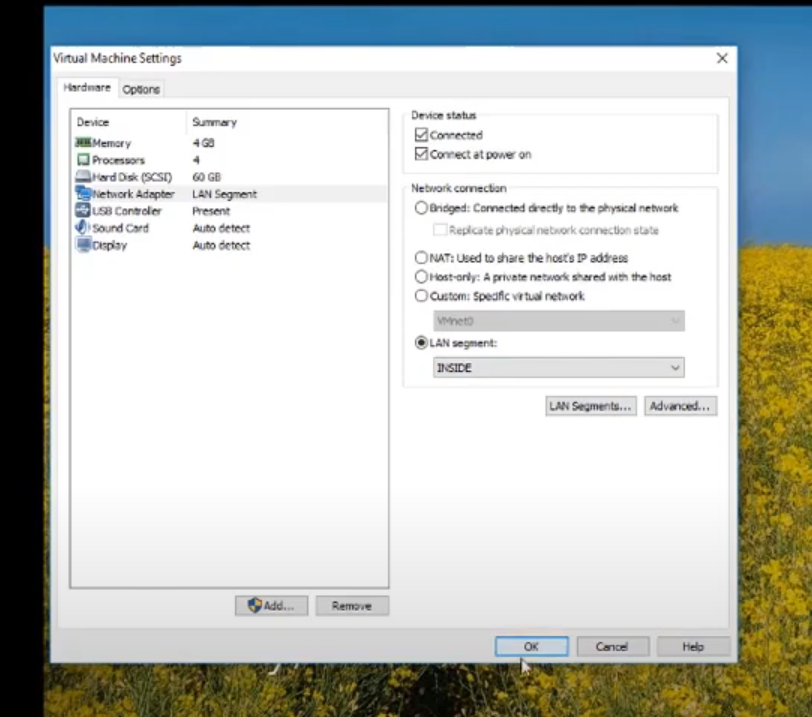 Virtual Machine Settings
Hardware Options
Device Summary
Memory 4 GB
Processors 4
Hard Disk (SCSI) 60 GB
Network Adapter LAN Segment
USB Controller Present
Sound Card Auto detect
Display Auto detect
Add... Remove
Device status
Connected
Connect at power on
Network connection
Bridged: Connected directly to the physical network
Replicate physical network connection state
NAT: Used to share the host's IP address
Host-only: A private network shared with the host
Custom: Specific virtual network
VMnet0
LAN segment:
INSIDE
LAN Segments... Advanced...
OK Cancel Help